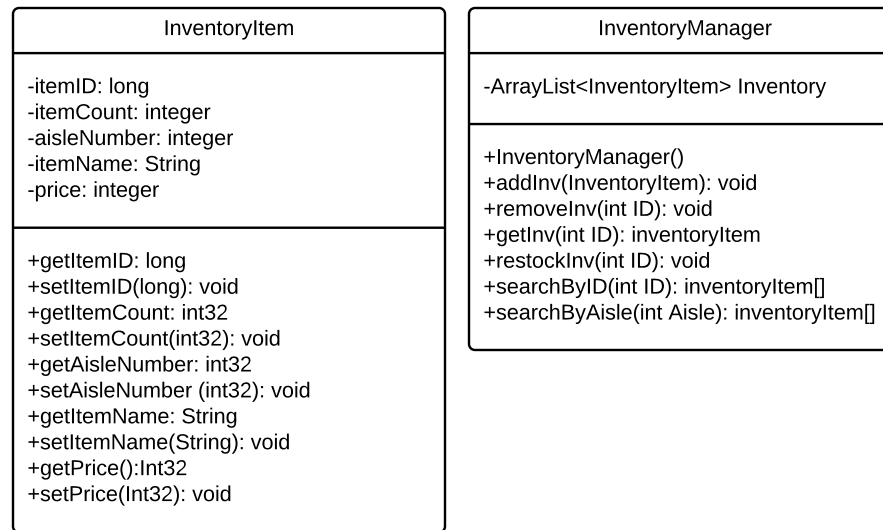 InventoryItem
-itemID: long
-itemCount: integer
-aisleNumber: integer
-itemName: String
-price: integer
+getItemID: long
+setItemID(long): void
+getItemCount: int32
+setItemCount(int32): void
+getAisleNumber: int32
+setAisleNumber (int32): void
+getItemName: String
+setItemName(String): void
+getPrice():Int32
+setPrice(Int32): void
InventoryManager
-ArrayList<InventoryItem> Inventory
+InventoryManager()
+addInv(InventoryItem): void
+removeInv(int ID): void
+getInv(int ID): inventoryItem
+restockInv(int ID): void
+searchByID(int ID): inventoryItem[]
+searchByAisle(int Aisle): inventoryItem[]